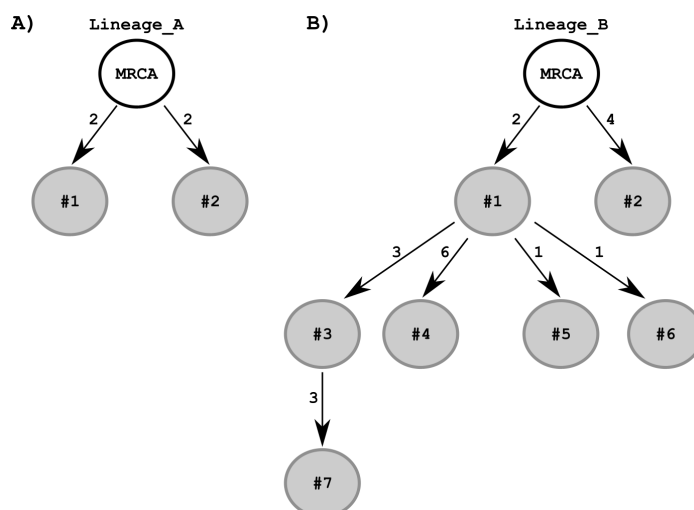 A) Lineage_A
MRCA
2 2
#1 #2
B) Lineage_B
MRCA
2 4
#1 #2
3 6 1 1
#3 #4 #5 #6
3
#7